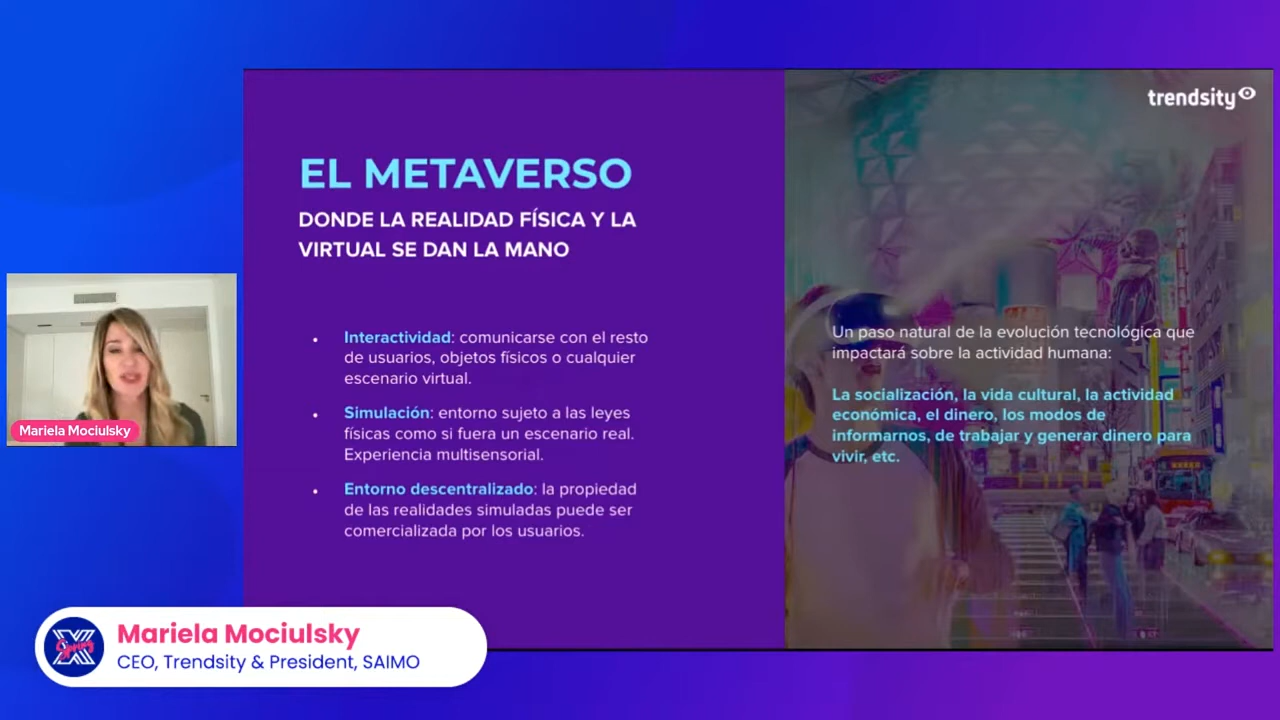 trendsity
EL METAVERSO
DONDE LA REALIDAD FÍSICA Y LA
VIRTUAL SE DAN LA MANO
Interactividad: comunicarse con el resto
de usuarios, objetos físicos o cualquier
escenario virtual.
Simulación: entorno sujeto a las leyes
físicas como si fuera un escenario real.
Experiencia multisensorial.
Entorno descentralizado: la propiedad
de las realidades simuladas puede ser
comercializada por los usuarios.
Un paso natural de la evolución tecnológica que
impactará sobre la actividad humana:
La socialización, la vida cultural, la actividad
económica, el dinero, los modos de
informarnos, de trabajar y generar dinero para
vivir, etc.
Mariela Mociulsky
X
Spring
Mariela Mociulsky
CEO, Trendsity & President, SAIMO